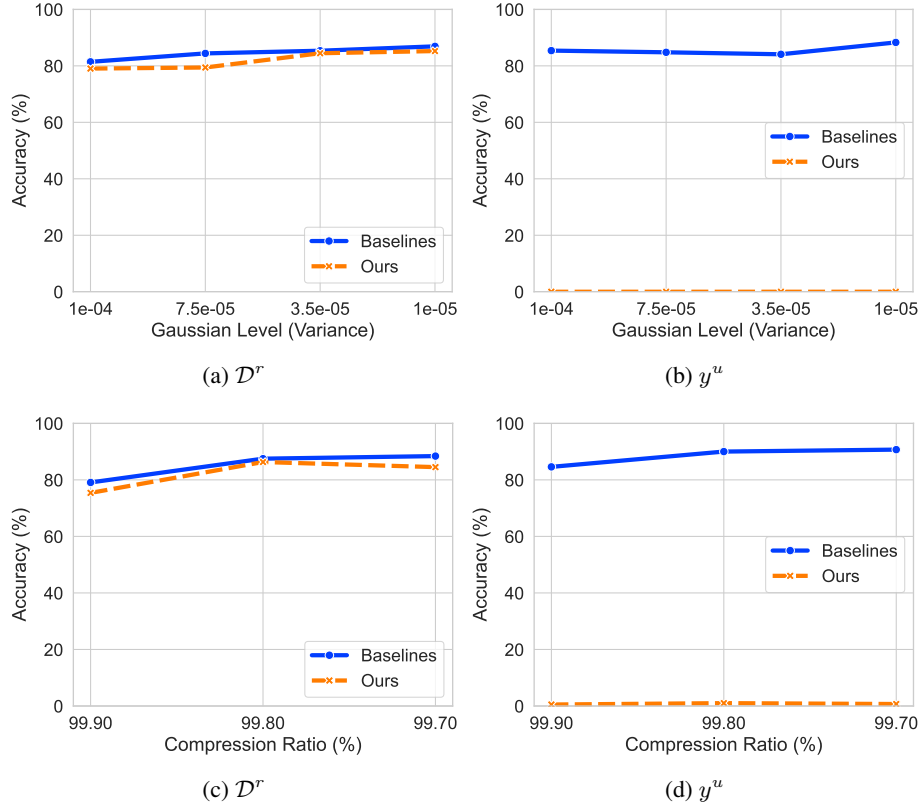 100
80
60
40
20
0
Accuracy (%)
1e-04 7.5e-05 3.5e-05 1e-05
Gaussian Level (Variance)
Baselines
Ours
(a) 𝒟ʳ
100
80
60
40
20
0
Accuracy (%)
1e-04 7.5e-05 3.5e-05 1e-05
Gaussian Level (Variance)
Baselines
Ours
(b) yᵘ
100
80
60
40
20
0
Accuracy (%)
99.90 99.80 99.70
Compression Ratio (%)
Baselines
Ours
(c) 𝒟ʳ
100
80
60
40
20
0
Accuracy (%)
99.90 99.80 99.70
Compression Ratio (%)
Baselines
Ours
(d) yᵘ